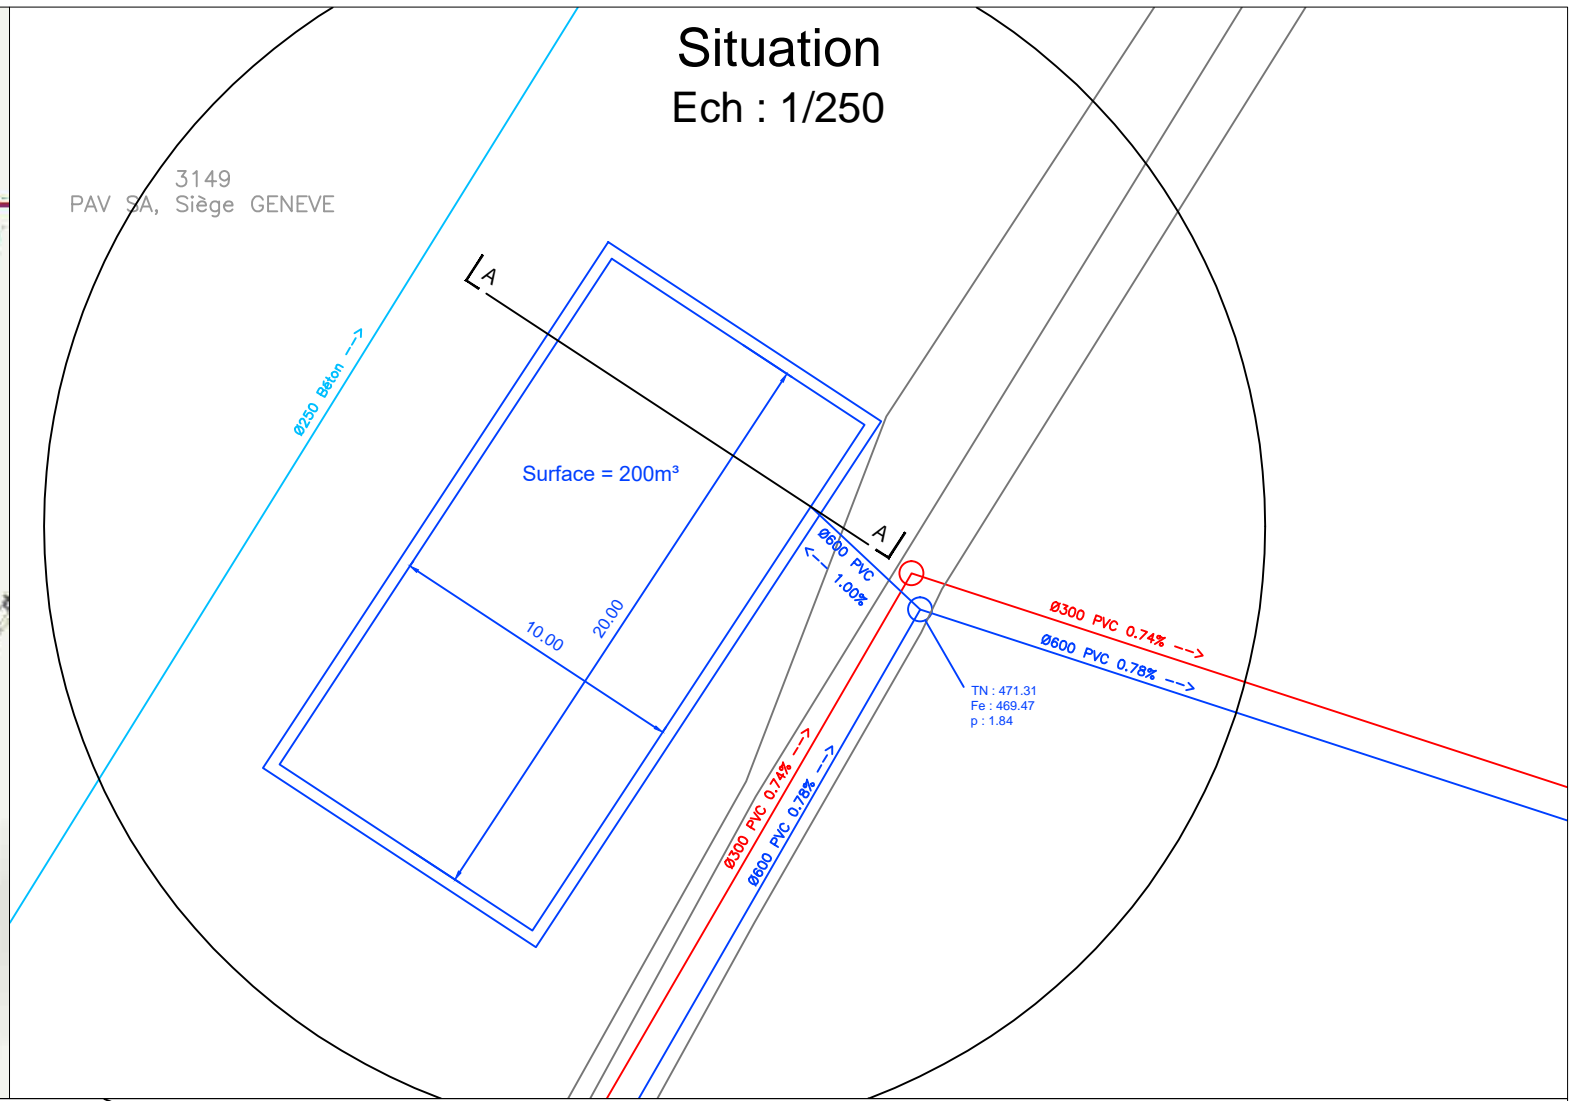 Situation
Ech : 1/250
3149
PAV SA, Siège GENEVE
A
Ø250 Béton -->
Surface = 200m³
A
Ø600 PVC
<-- 1.00%
10.00
20.00
Ø300 PVC 0.74% -->
Ø600 PVC 0.78% -->
TN : 471.31
Fe : 469.47
p : 1.84
Ø300 PVC 0.74% -->
Ø600 PVC 0.78% -->